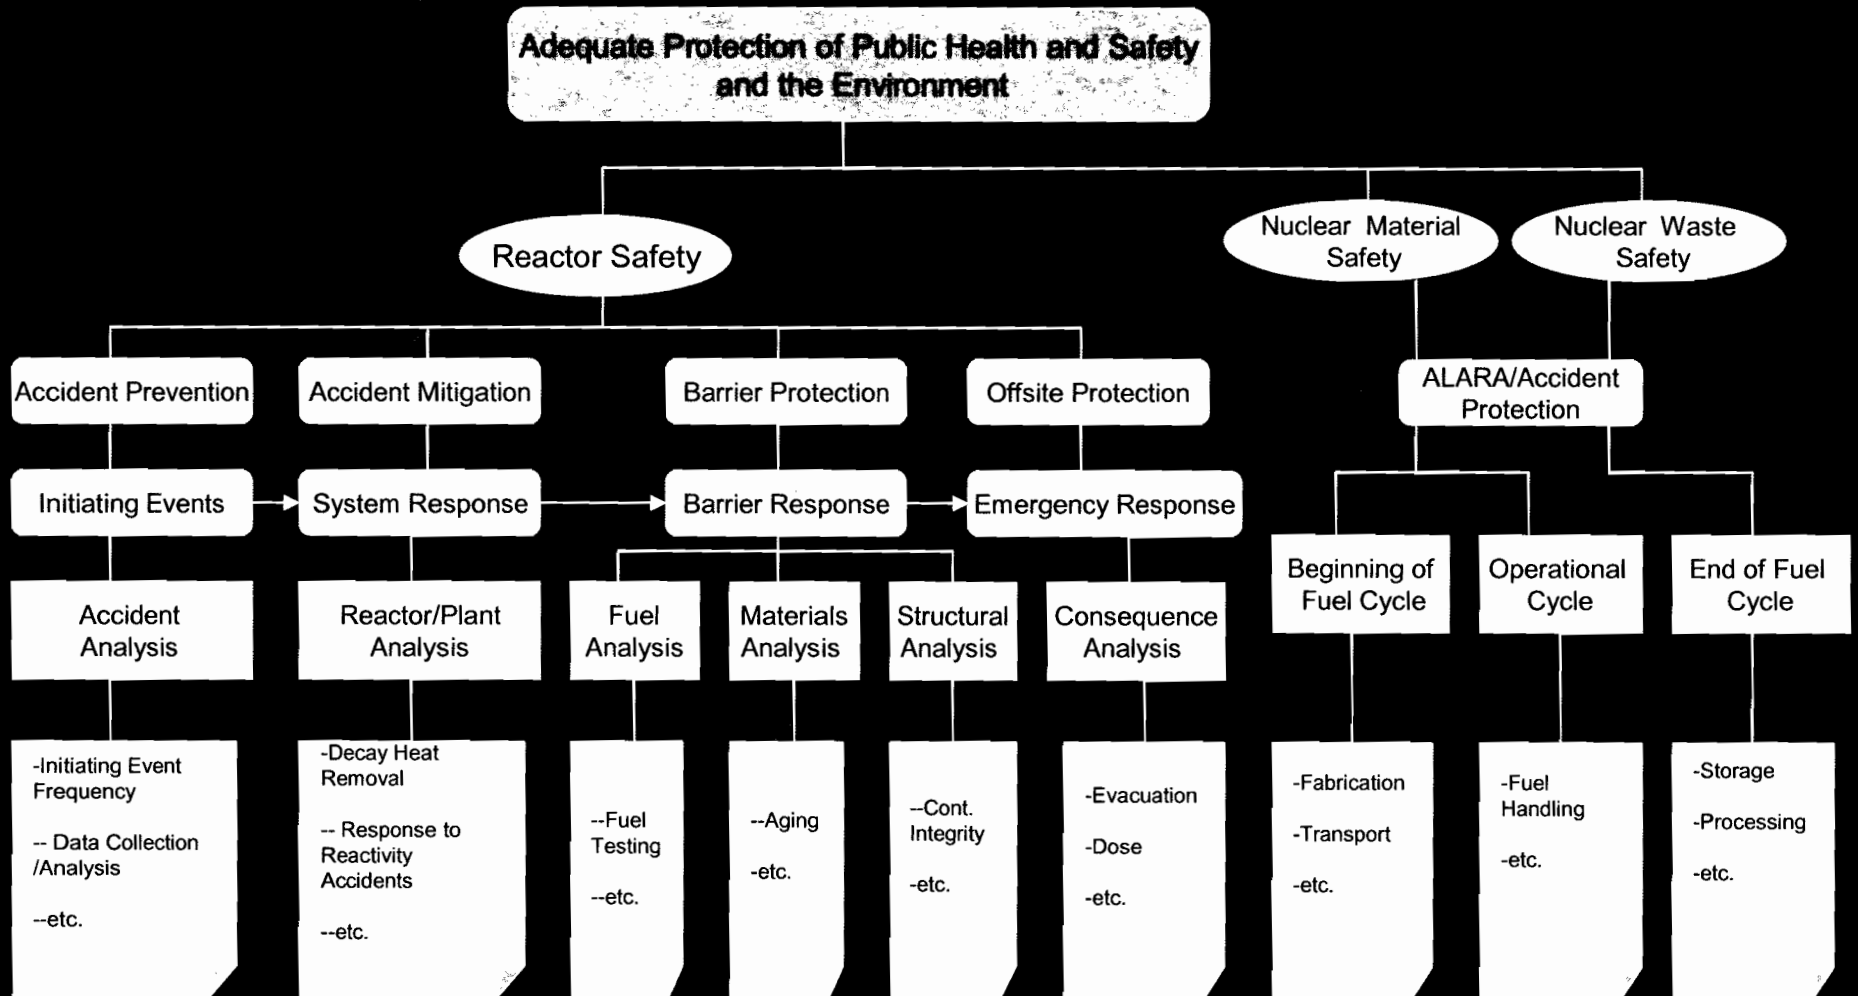 Adequate Protection of Public Health and Safety
and the Environment
Reactor Safety
Nuclear Material
Safety
Nuclear Waste
Safety
Accident Prevention
Accident Mitigation
Barrier Protection
Offsite Protection
ALARA/Accident
Protection
Initiating Events
System Response
Barrier Response
Emergency Response
Beginning of
Fuel Cycle
Operational
Cycle
End of Fuel
Cycle
Accident
Analysis
Reactor/Plant
Analysis
Fuel
Analysis
Materials
Analysis
Structural
Analysis
Consequence
Analysis
-Initiating Event
Frequency
-- Data Collection
/Analysis
--etc.
-Decay Heat
Removal
-- Response to
Reactivity
Accidents
--etc.
--Fuel
Testing
--etc.
--Aging
-etc.
--Cont.
Integrity
-etc.
-Evacuation
-Dose
-etc.
-Fabrication
-Transport
-etc.
-Fuel
Handling
-etc.
-Storage
-Processing
-etc.